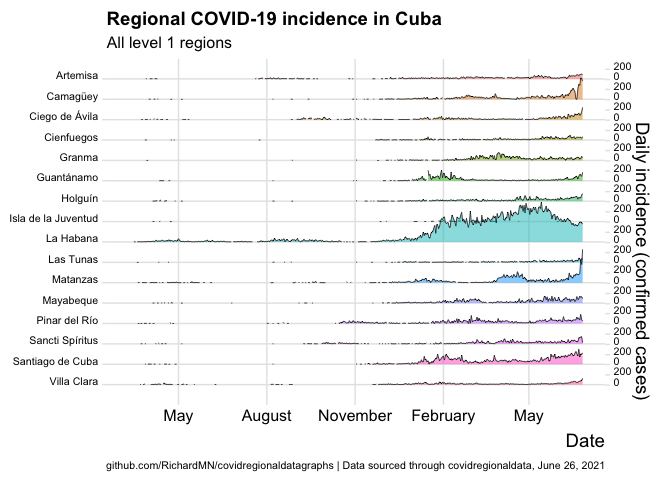 Regional COVID-19 incidence in Cuba
All level 1 regions
Artemisa
200
0
Camagüey
200
0
Ciego de Ávila
200
0
Cienfuegos
200
0
Granma
200
0
Guantánamo
200
0
Holguín
200
0
Isla de la Juventud
200
0
La Habana
200
0
Las Tunas
200
0
Matanzas
200
0
Mayabeque
200
0
Pinar del Río
200
0
Sancti Spíritus
200
0
Santiago de Cuba
200
0
Villa Clara
200
0
Daily incidence (confirmed cases)
May August November February May
Date
github.com/RichardMN/covidregionaldatagraphs | Data sourced through covidregionaldata, June 26, 2021